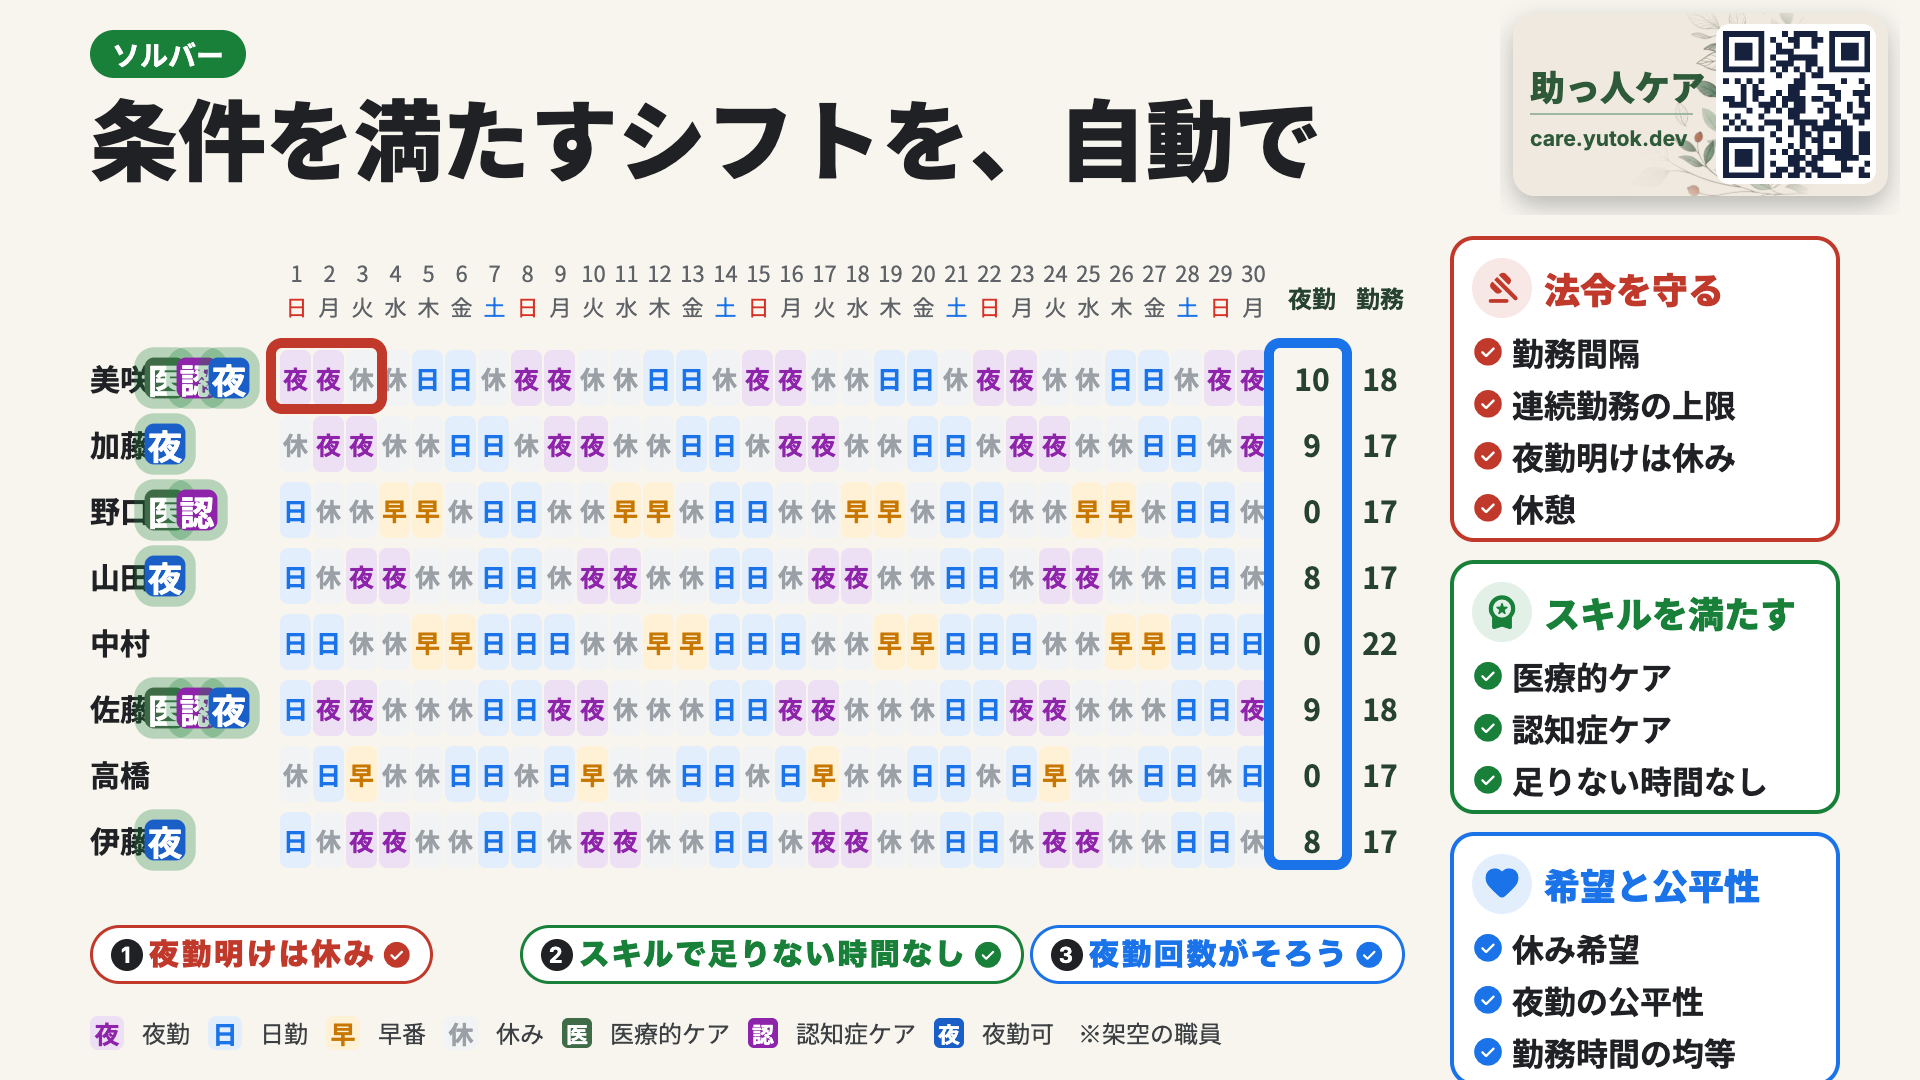 ソルバー
条件を満たすシフトを、自動で
助っ人ケア
care.yutok.dev
1 2 3 4 5 6 7 8 9 10 11 12 13 14 15 16 17 18 19 20 21 22 23 24 25 26 27 28 29 30
日 月 火 水 木 金 土 日 月 火 水 木 金 土 日 月 火 水 木 金 土 日 月 火 水 木 金 土 日 月 夜勤 勤務
美咲 医 認 夜 夜 夜 休 休 日 日 休 夜 夜 休 休 日 日 休 夜 夜 休 休 日 日 休 夜 夜 休 休 日 日 休 夜 夜 10 18
加藤 夜 休 夜 夜 休 休 日 日 休 夜 夜 休 休 日 日 休 夜 夜 休 休 日 日 休 夜 夜 休 休 日 日 休 夜 9 17
野口 医 認 日 休 休 早 早 休 日 日 休 休 早 早 休 日 日 休 休 早 早 休 日 日 休 休 早 早 休 日 日 休 0 17
山田 夜 日 休 夜 夜 休 休 日 日 休 夜 夜 休 休 日 日 休 夜 夜 休 休 日 日 休 夜 夜 休 休 日 日 休 8 17
中村 日 日 休 休 早 早 日 日 日 休 休 早 早 日 日 日 休 休 早 早 日 日 日 休 休 早 早 日 日 日 0 22
佐藤 医 認 夜 日 夜 夜 休 休 休 日 日 夜 夜 休 休 休 日 日 夜 夜 休 休 休 日 日 夜 夜 休 休 休 日 日 夜 9 18
高橋 休 日 早 休 休 日 日 休 日 早 休 休 日 日 休 日 早 休 休 日 日 休 日 早 休 休 日 日 休 日 0 17
伊藤 夜 日 休 夜 夜 休 休 日 日 休 夜 夜 休 休 日 日 休 夜 夜 休 休 日 日 休 夜 夜 休 休 日 日 休 8 17
1 夜勤明けは休み
2 スキルで足りない時間なし
3 夜勤回数がそろう
夜 夜勤 日 日勤 早 早番 休 休み 医 医療的ケア 認 認知症ケア 夜 夜勤可 ※架空の職員
法令を守る
勤務間隔
連続勤務の上限
夜勤明けは休み
休憩
スキルを満たす
医療的ケア
認知症ケア
足りない時間なし
希望と公平性
休み希望
夜勤の公平性
勤務時間の均等